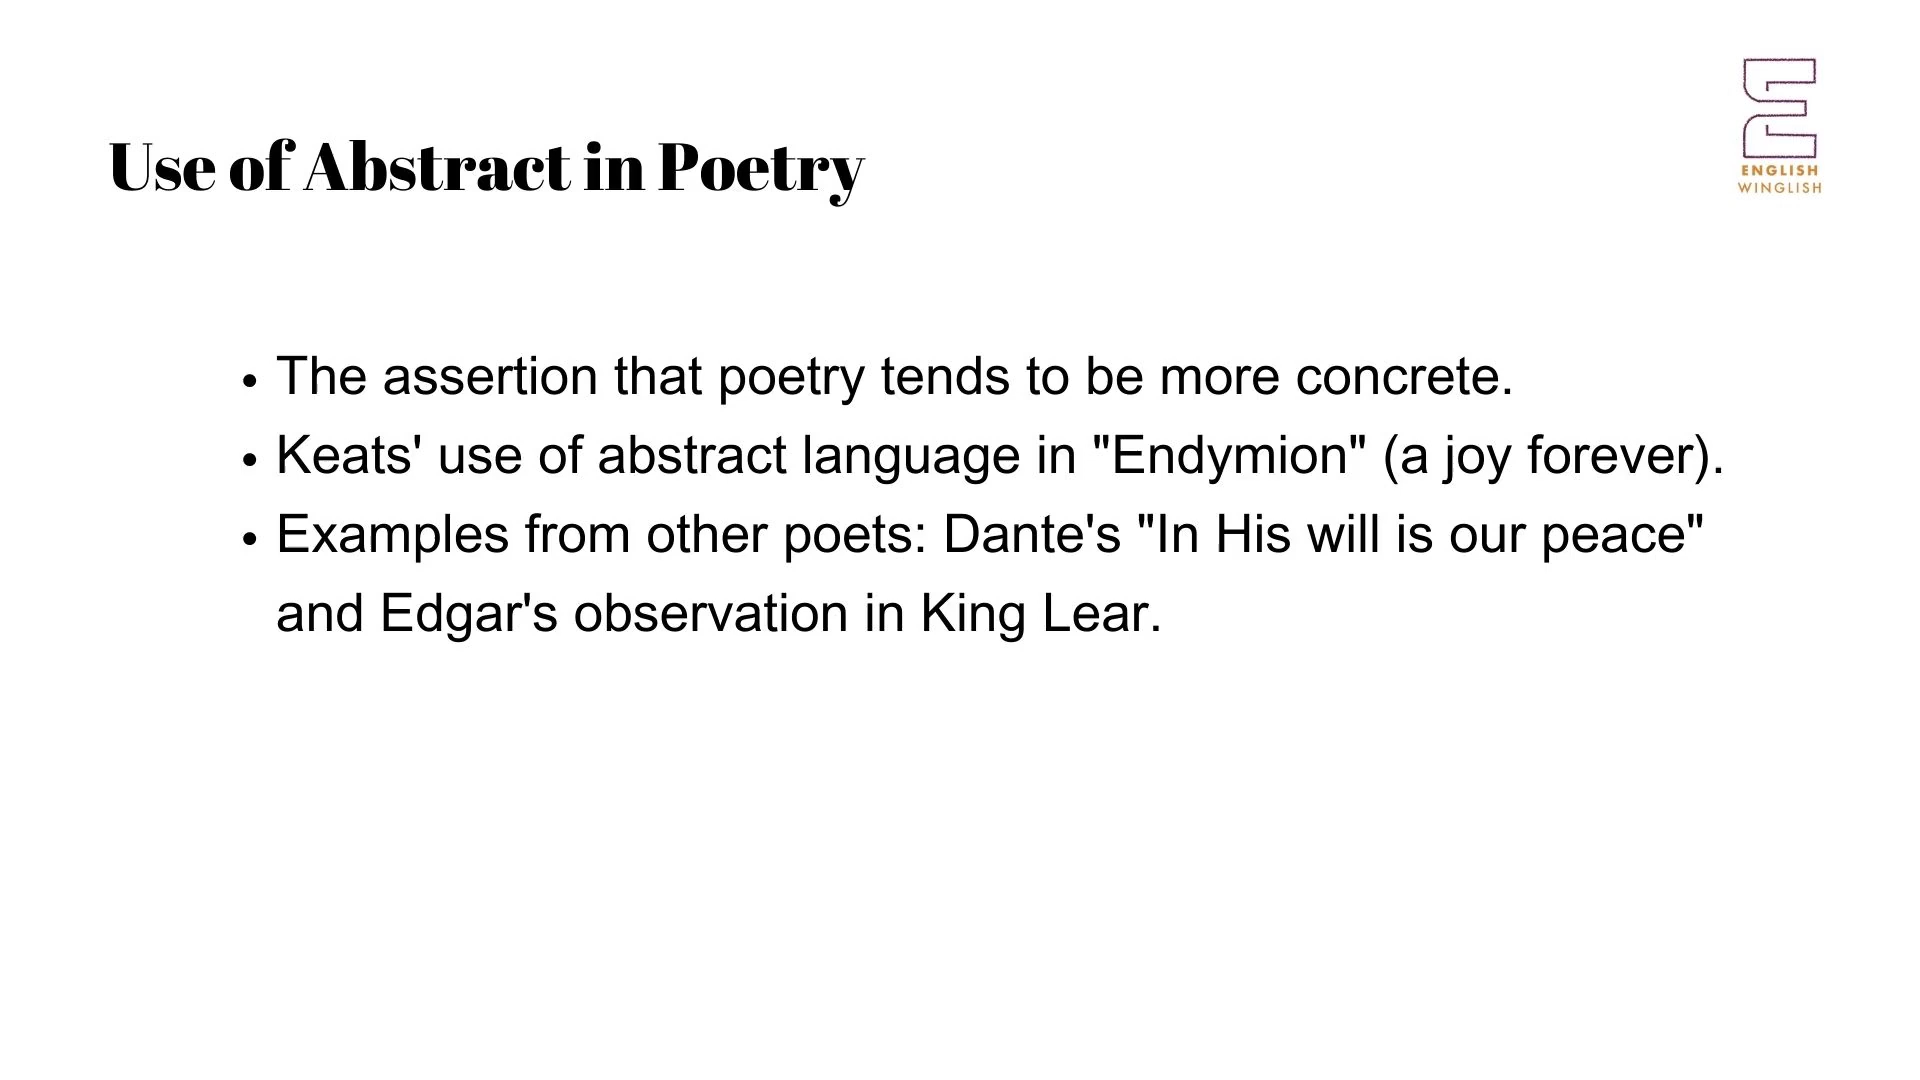 Use of Abstract in Poetry
ENGLISH
WINGLISH
• The assertion that poetry tends to be more concrete.
• Keats' use of abstract language in "Endymion" (a joy forever).
• Examples from other poets: Dante's "In His will is our peace"
and Edgar's observation in King Lear.